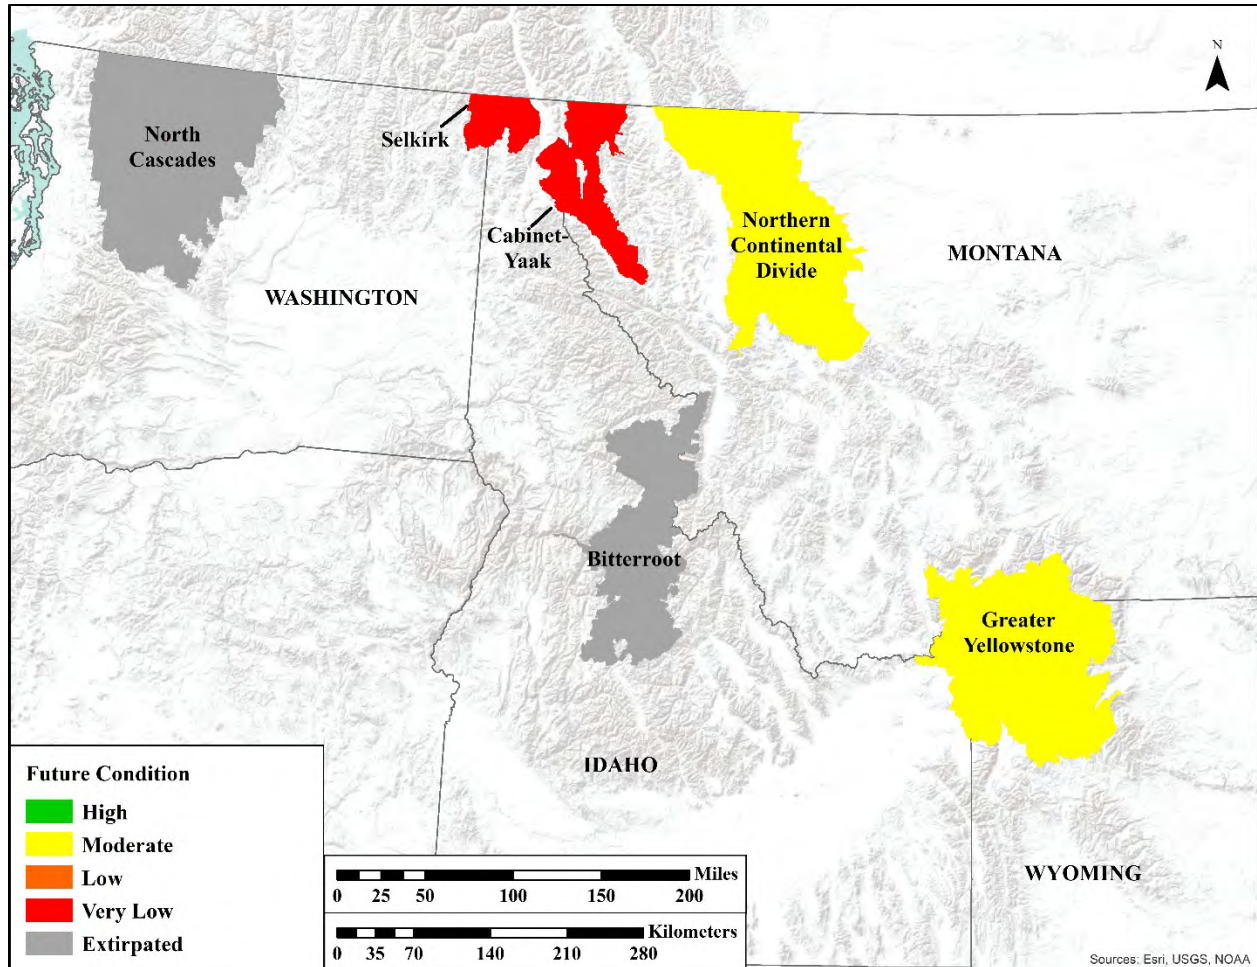 N
North
Cascades
Selkirk
Cabinet-
Yaak
Northern
Continental
Divide
MONTANA
WASHINGTON
Bitterroot
Greater
Yellowstone
IDAHO
WYOMING
Future Condition
High
Moderate
Low
Very Low
Extirpated
Miles
0 25 50 100 150 200
Kilometers
0 35 70 140 210 280
Sources: Esri, USGS, NOAA